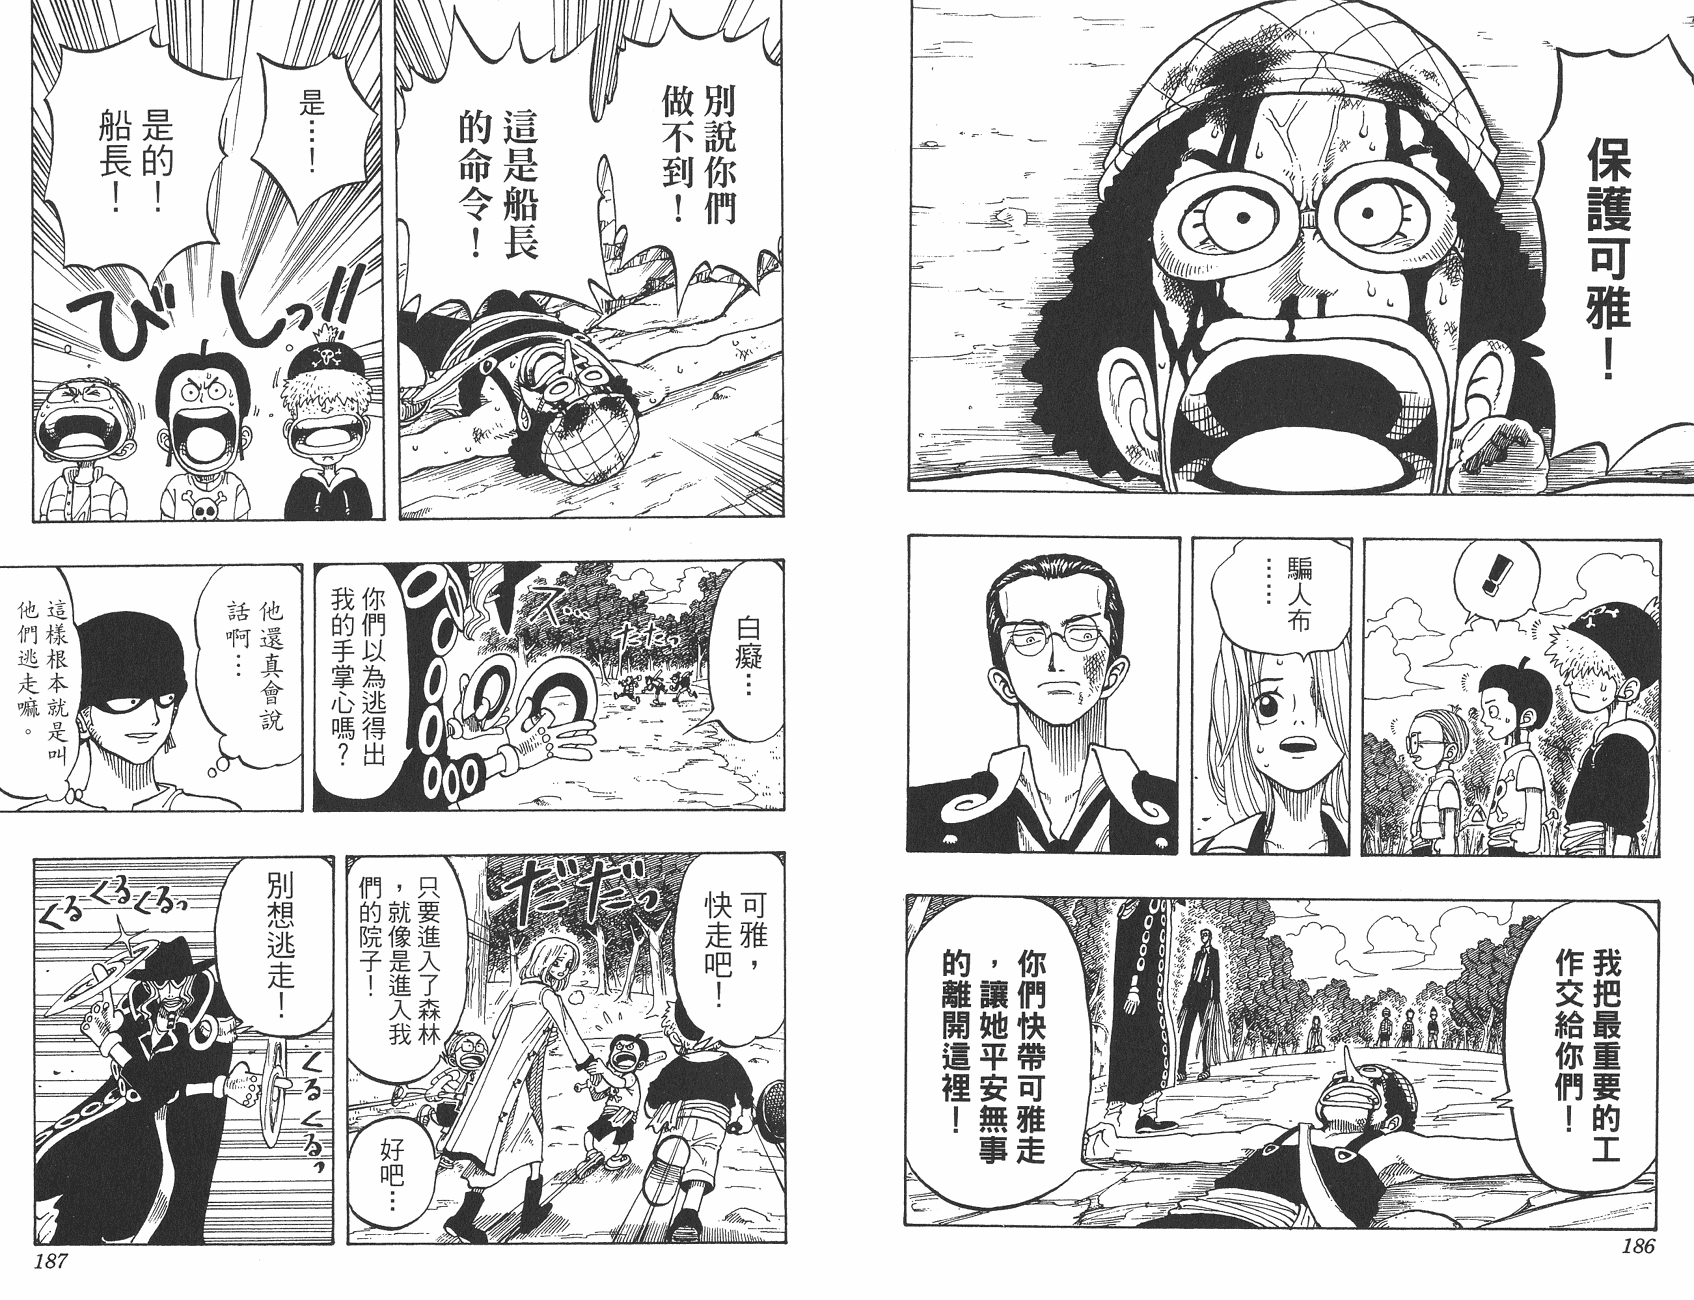 保護可雅！
！
騙人布
……
我把最重要的工
作交給你們！
你們快帶可雅走
，讓她平安無事
的離開這裡！
186
別說你們
做不到！
這是船長
的命令！
是…！
是的！
船長！
びしっ!!
白癡…
たたたっ
ス…
你們以為逃得出
我的手掌心嗎？
他還真會說
話啊…
這樣根本就是叫
他們逃走嘛。
可雅，
快走吧！
だだだっ
只要進入了森林
，就像是進入我
們的院子！
好吧…
別想逃走！
くるくるくるっ
くるくるっ
187